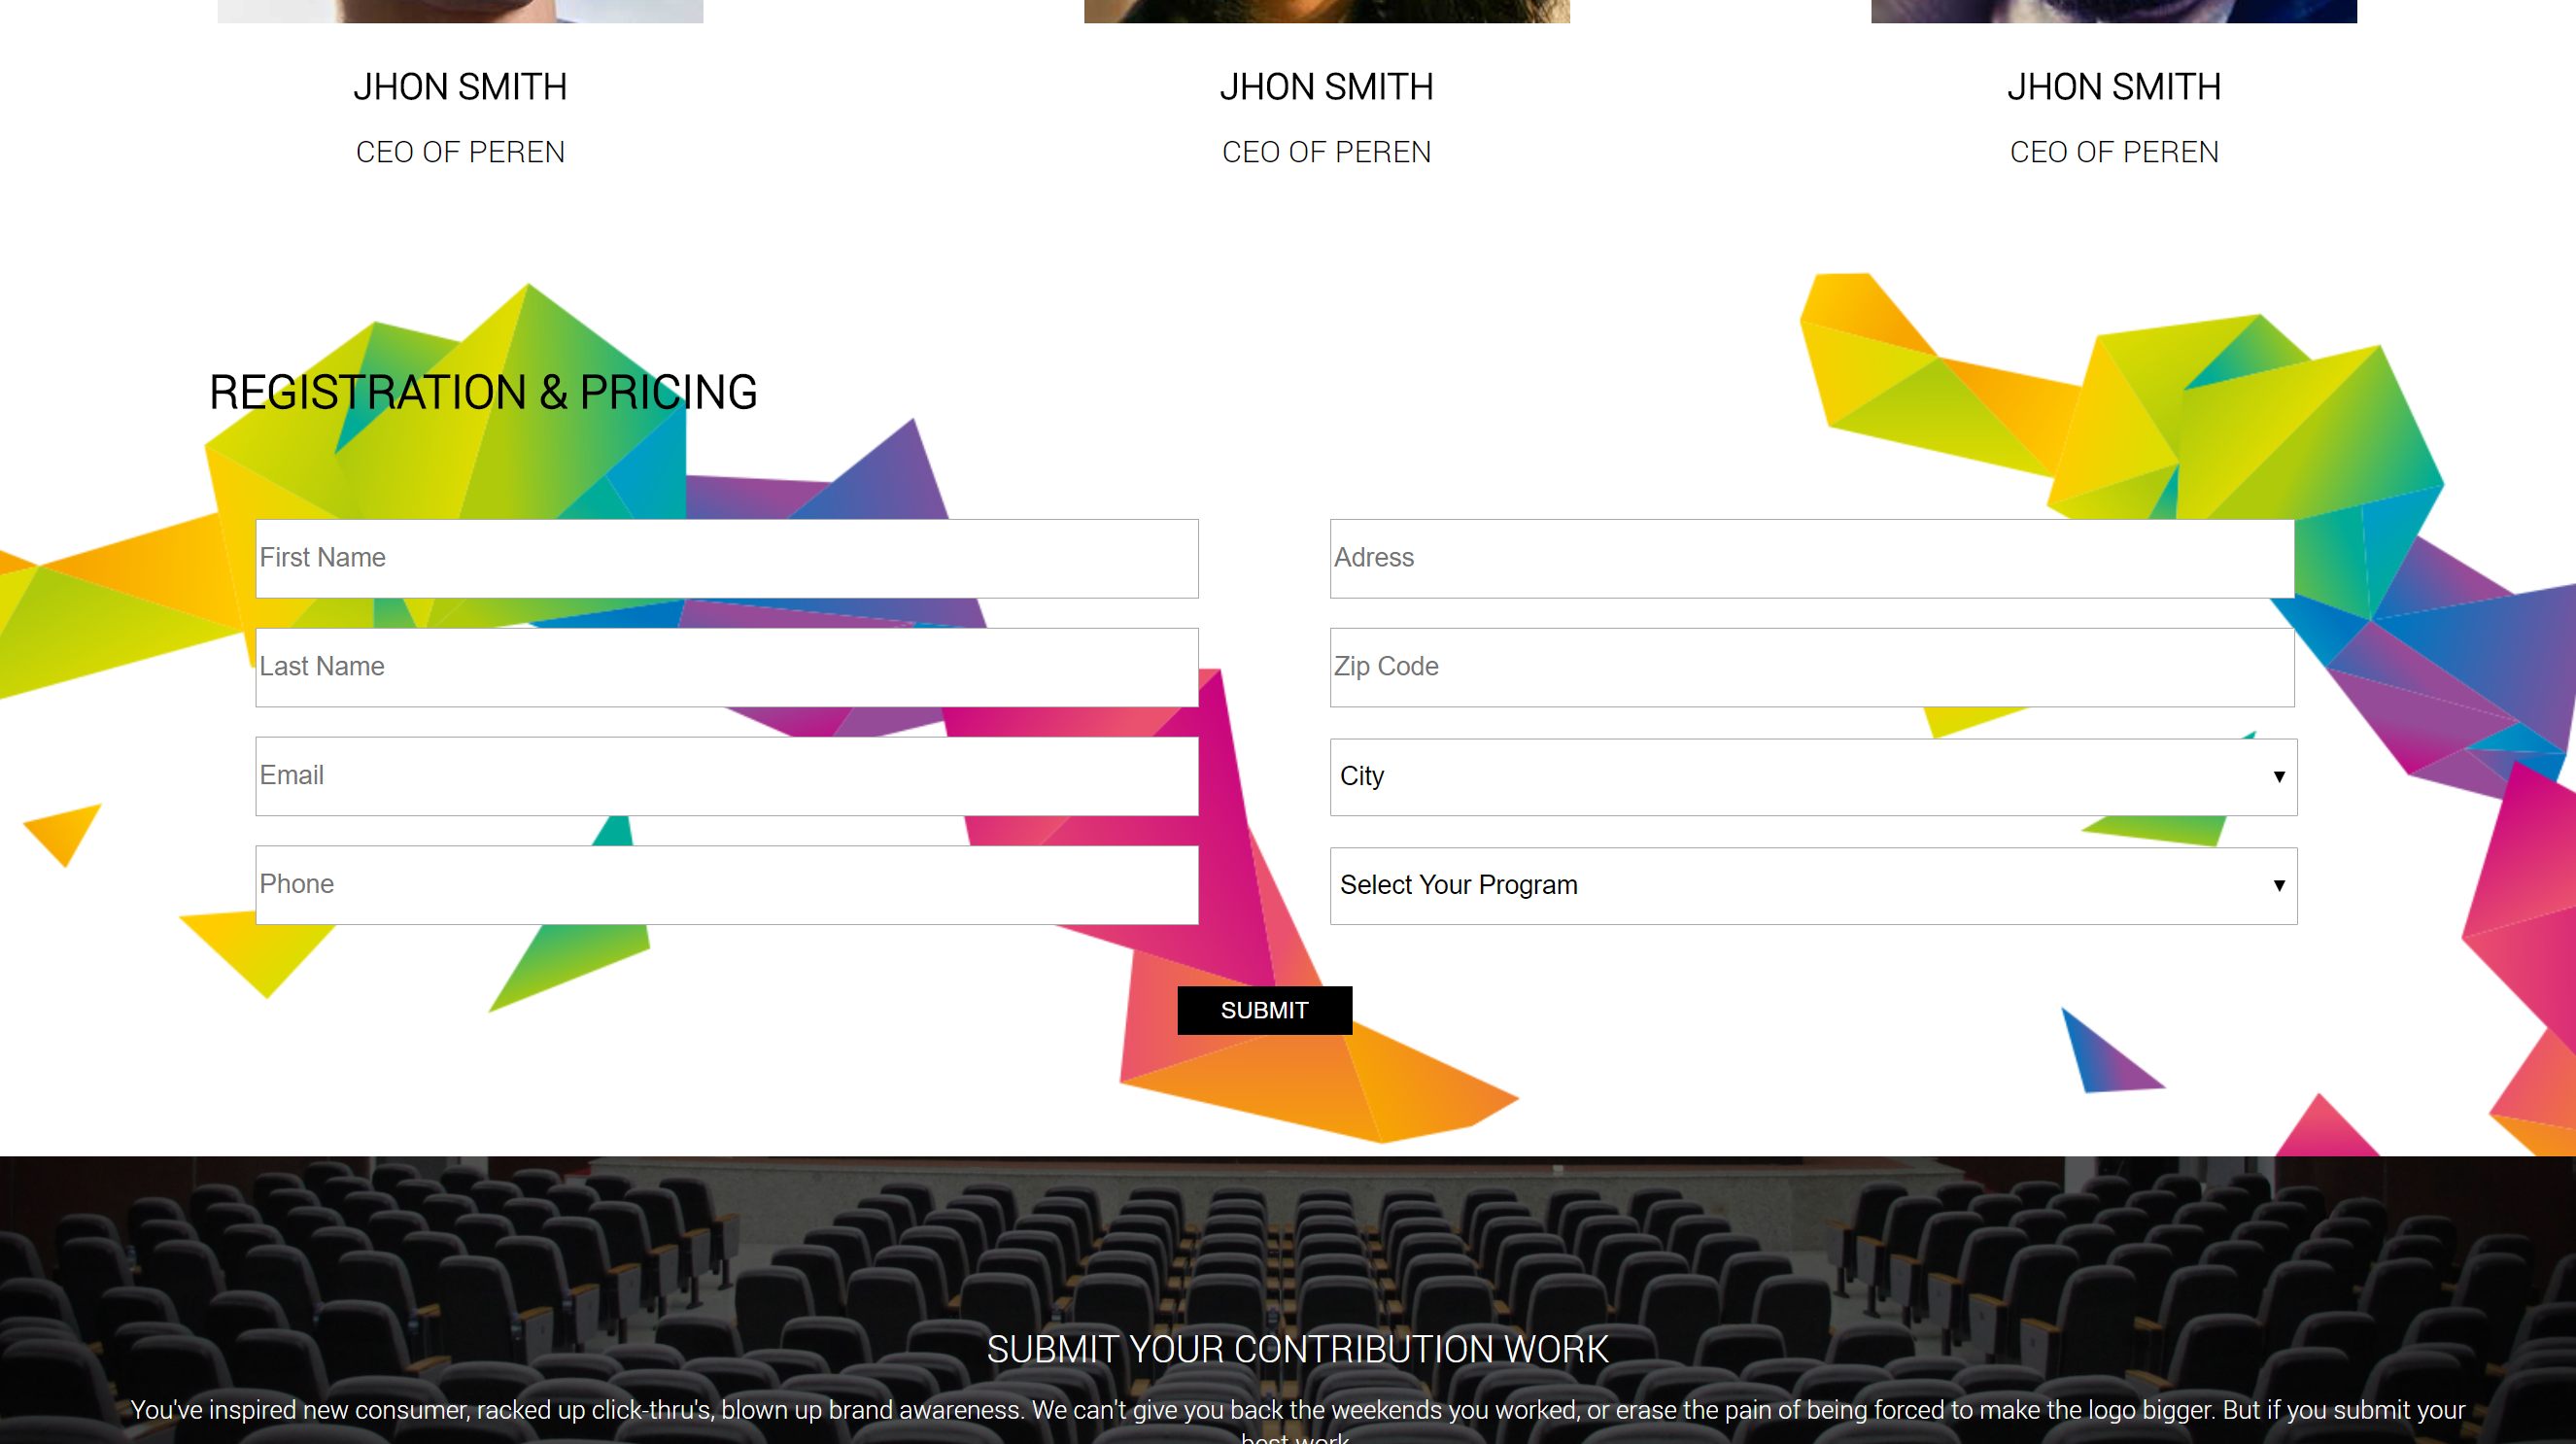 JHON SMITH JHON SMITH JHON SMITH
CEO OF PEREN CEO OF PEREN CEO OF PEREN
REGISTRATION & PRICING
First Name Adress
Last Name Zip Code
Email City
Phone Select Your Program
SUBMIT
SUBMIT YOUR CONTRIBUTION WORK
You've inspired new consumer, racked up click-thru's, blown up brand awareness. We can't give you back the weekends you worked, or erase the pain of being forced to make the logo bigger. But if you submit your
best work